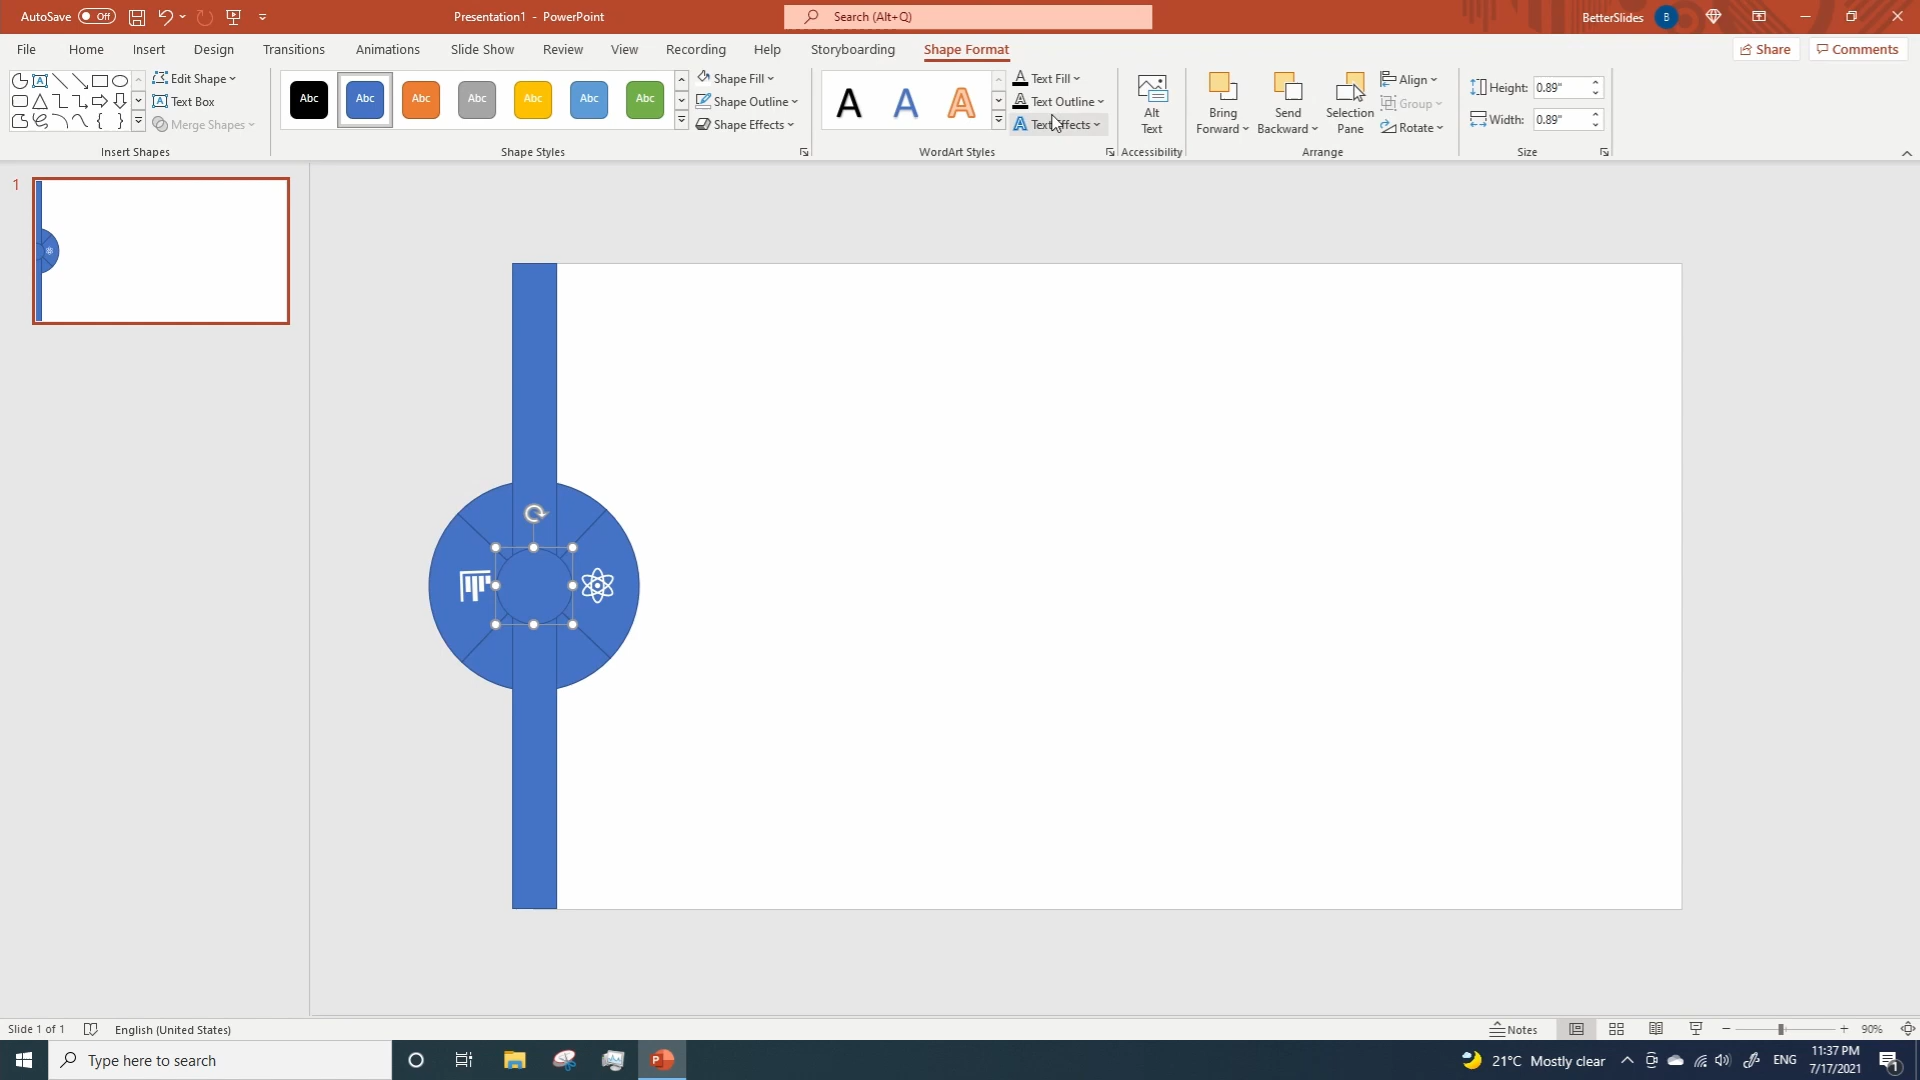 AutoSave Off Presentation1 - PowerPoint Search (Alt+Q) BetterSlides B
File Home Insert Design Transitions Animations Slide Show Review View Recording Help Storyboarding Shape Format Share Comments
Edit Shape
Text Box
Merge Shapes
Insert Shapes
Abc Abc Abc Abc Abc Abc Abc
Shape Fill
Shape Outline
Shape Effects
Shape Styles
A A A
Text Fill
Text Outline
Text Effects
WordArt Styles
Alt Text
Accessibility
Bring Forward
Send Backward
Selection Pane
Align
Group
Rotate
Arrange
Height: 0.89"
Width: 0.89"
Size
1
Slide 1 of 1 English (United States) Notes 90%
Type here to search
21°C Mostly clear ENG 11:37 PM
7/17/2021
1